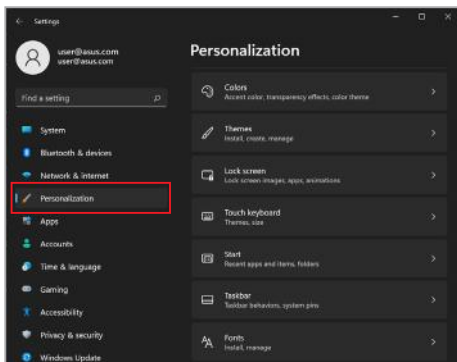 Settings
user@asus.com
user@asus.com
Find a setting
System
Bluetooth & devices
Network & internet
Personalization
Apps
Accounts
Time & language
Gaming
Accessibility
Privacy & security
Windows Update
Personalization
Colors
Accent color, transparency effects, color theme
Themes
Install, create, manage
Lock screen
Lock screen images, apps, animations
Touch keyboard
Themes, size
Start
Recent apps and items, folders
Taskbar
Taskbar behaviors, system pins
Fonts
Install, manage